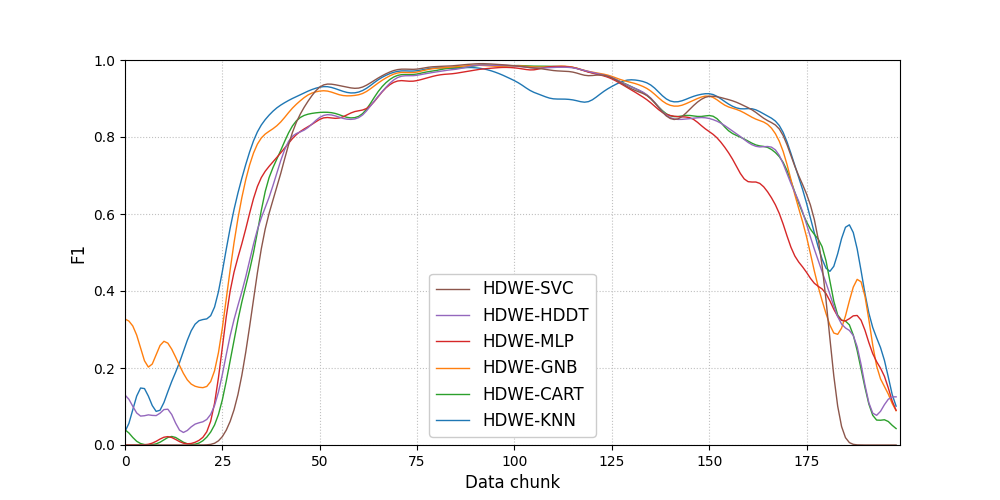 1.0
0.8
0.6
0.4
0.2
0.0
F1
HDWE-SVC
HDWE-HDDT
HDWE-MLP
HDWE-GNB
HDWE-CART
HDWE-KNN
0 25 50 75 100 125 150 175
Data chunk